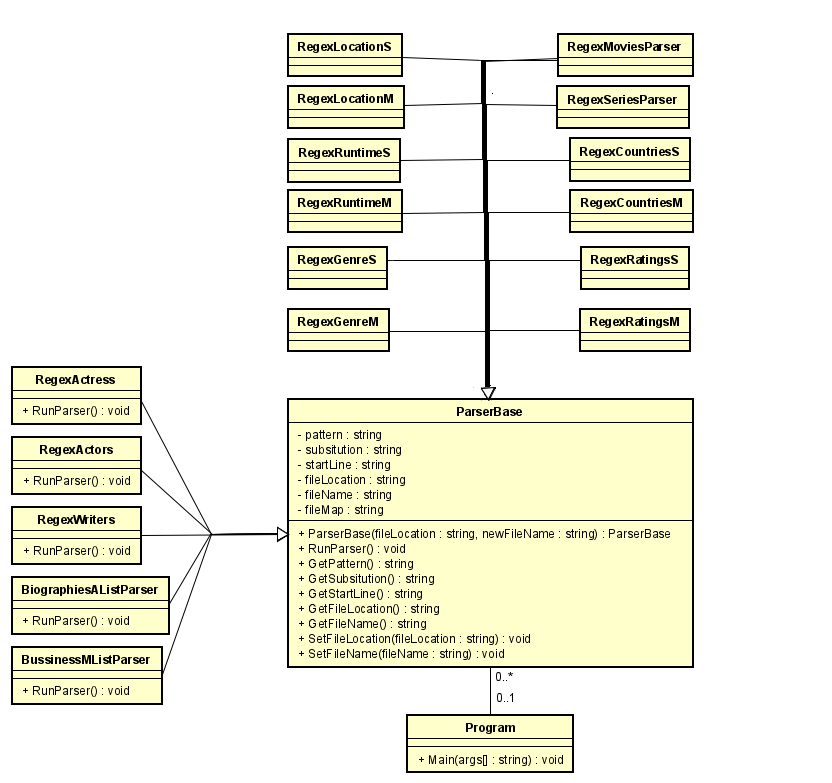 RegexLocationS
RegexMoviesParser
RegexLocationM
RegexSeriesParser
RegexRuntimeS
RegexCountriesS
RegexRuntimeM
RegexCountriesM
RegexGenreS
RegexRatingsS
RegexGenreM
RegexRatingsM
RegexActress
+ RunParser() : void
RegexActors
+ RunParser() : void
RegexWriters
+ RunParser() : void
BiographiesAListParser
+ RunParser() : void
BussinessMListParser
+ RunParser() : void
ParserBase
- pattern : string
- subsitution : string
- startLine : string
- fileLocation : string
- fileName : string
- fileMap : string
+ ParserBase(fileLocation : string, newFileName : string) : ParserBase
+ RunParser() : void
+ GetPattern() : string
+ GetSubsitution() : string
+ GetStartLine() : string
+ GetFileLocation() : string
+ GetFileName() : string
+ SetFileLocation(fileLocation : string) : void
+ SetFileName(fileName : string) : void
0..*
0..1
Program
+ Main(args[] : string) : void